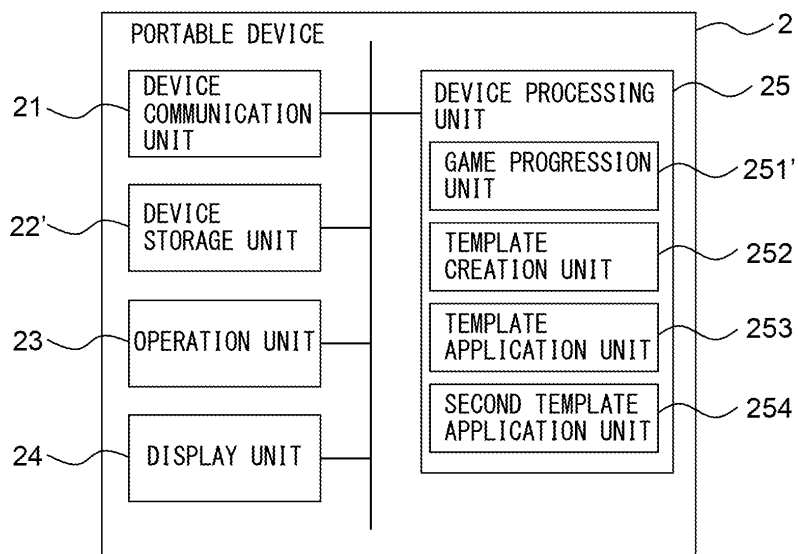 PORTABLE DEVICE
2
21
DEVICE
COMMUNICATION
UNIT
22'
DEVICE
STORAGE UNIT
23
OPERATION UNIT
24
DISPLAY UNIT
DEVICE PROCESSING
UNIT
25
GAME PROGRESSION
UNIT
251'
TEMPLATE
CREATION UNIT
252
TEMPLATE
APPLICATION UNIT
253
SECOND TEMPLATE
APPLICATION UNIT
254